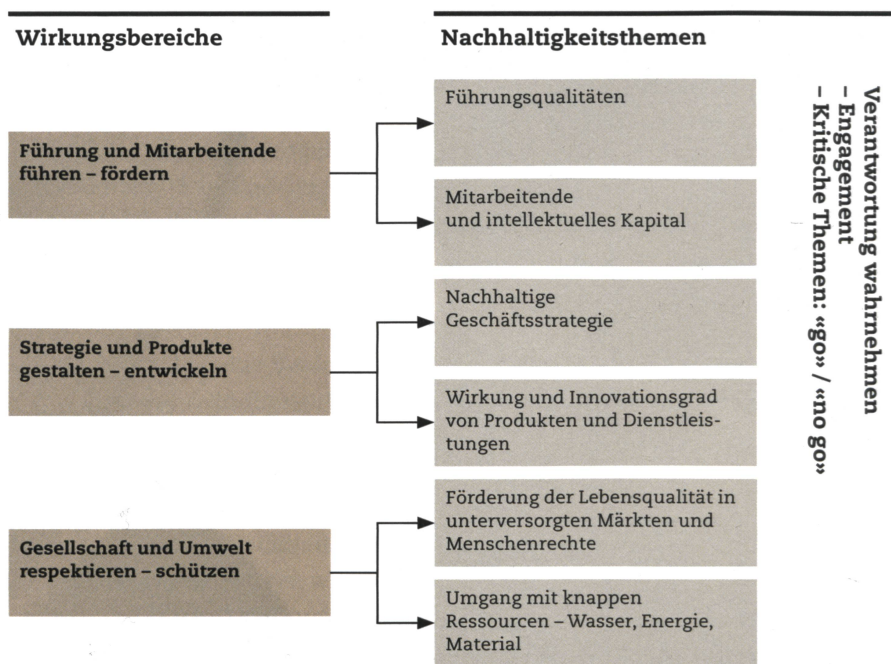 Wirkungsbereiche
Nachhaltigkeitsthemen
Führung und Mitarbeitende
führen – fördern
Führungsqualitäten
Mitarbeitende
und intellektuelles Kapital
Strategie und Produkte
gestalten – entwickeln
Nachhaltige
Geschäftsstrategie
Wirkung und Innovationsgrad
von Produkten und Dienstleis-
tungen
Gesellschaft und Umwelt
respektieren – schützen
Förderung der Lebensqualität in
unterversorgten Märkten und
Menschenrechte
Umgang mit knappen
Ressourcen – Wasser, Energie,
Material
Verantwortung wahrnehmen
– Engagement
– Kritische Themen: «go» / «no go»